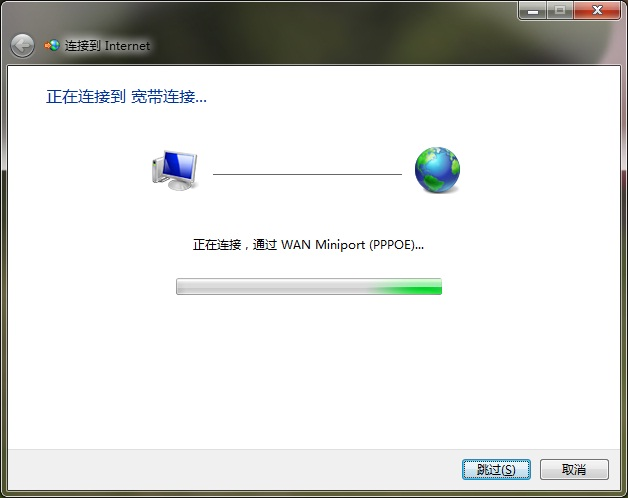 连接到 Internet
正在连接到 宽带连接...
正在连接，通过 WAN Miniport (PPPOE)...
跳过(S)
取消